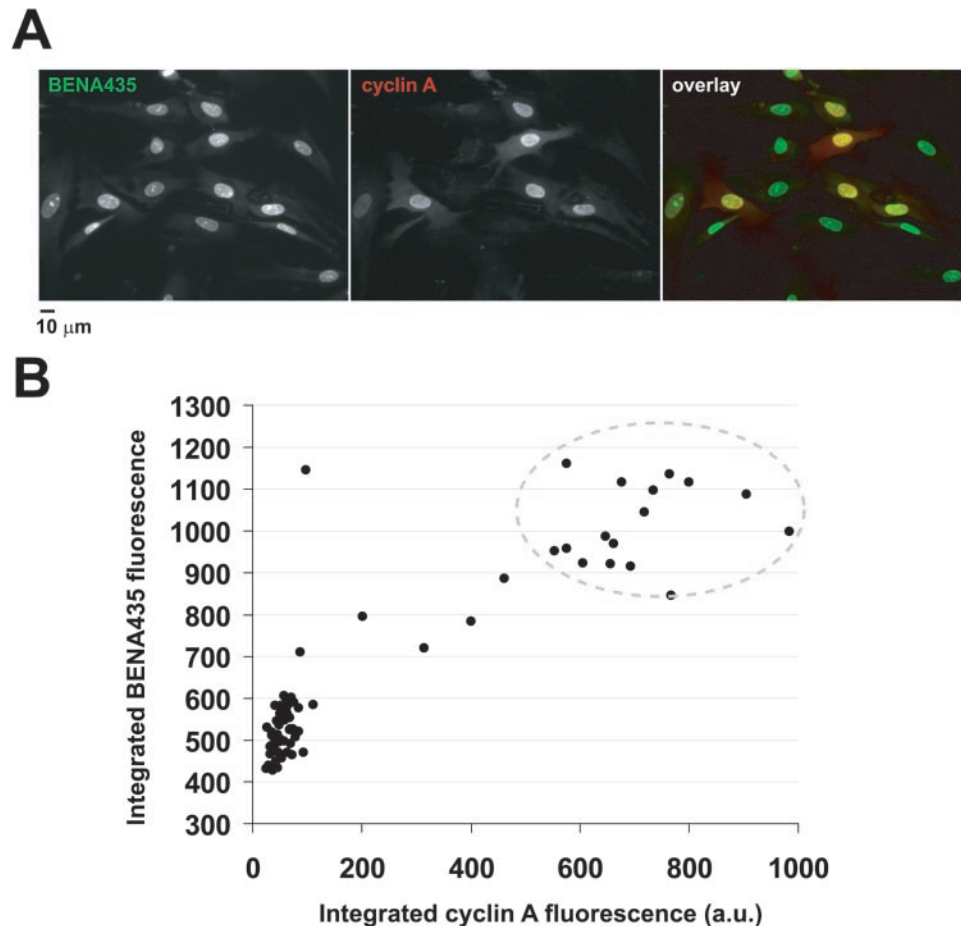 A
BENA435
cyclin A
overlay
10 μm
B
Integrated BENA435 fluorescence
1300
1200
1100
1000
900
800
700
600
500
400
300
0 200 400 600 800 1000
Integrated cyclin A fluorescence (a.u.)